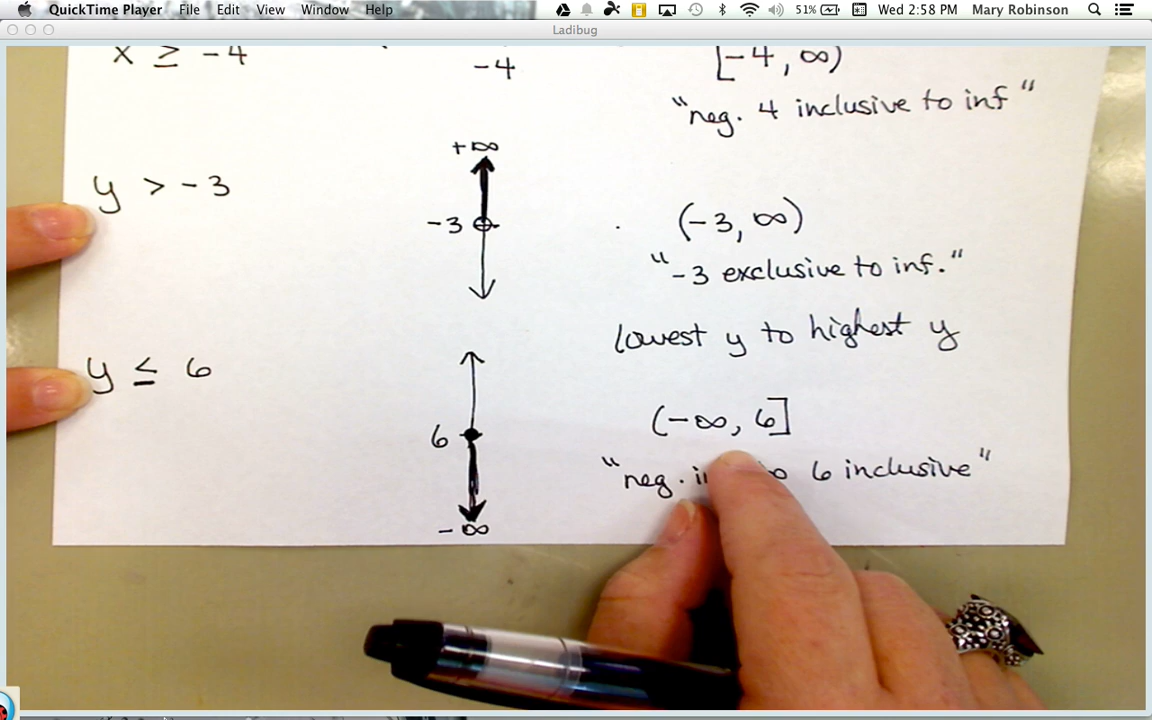 QuickTime Player File Edit View Window Help 51% Wed 2:58 PM Mary Robinson
Ladibug
x ≥ -4
-4
[-4, ∞)
"neg. 4 inclusive to inf"
+∞
y > -3
-3
(-3, ∞)
"-3 exclusive to inf."
lowest y to highest y
y ≤ 6
6
(-∞, 6]
"neg. 6 inclusive"
-∞